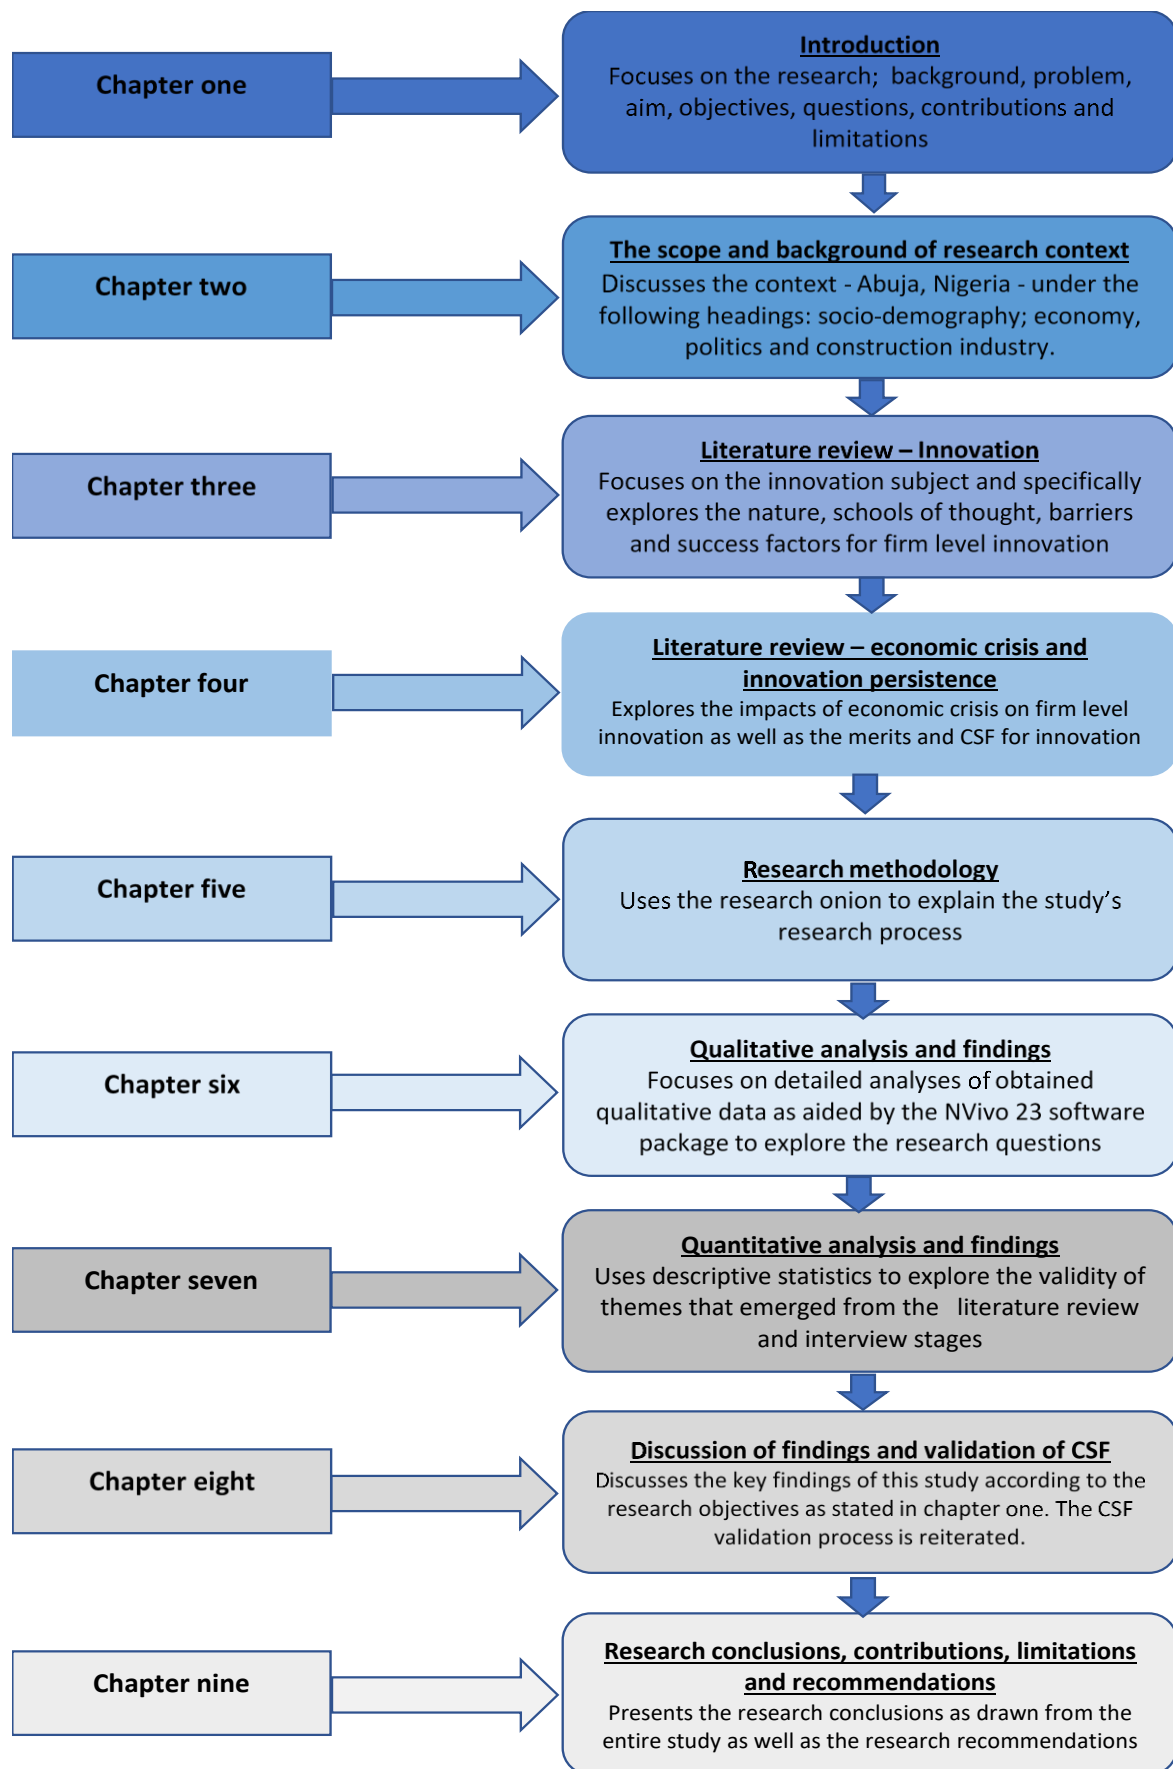 Chapter one
Introduction
Focuses on the research; background, problem,
aim, objectives, questions, contributions and
limitations
Chapter two
The scope and background of research context
Discusses the context - Abuja, Nigeria - under the
following headings: socio-demography; economy,
politics and construction industry.
Chapter three
Literature review – Innovation
Focuses on the innovation subject and specifically
explores the nature, schools of thought, barriers
and success factors for firm level innovation
Chapter four
Literature review – economic crisis and
innovation persistence
Explores the impacts of economic crisis on firm level
innovation as well as the merits and CSF for innovation
Chapter five
Research methodology
Uses the research onion to explain the study’s
research process
Chapter six
Qualitative analysis and findings
Focuses on detailed analyses of obtained
qualitative data as aided by the NVivo 23 software
package to explore the research questions
Chapter seven
Quantitative analysis and findings
Uses descriptive statistics to explore the validity of
themes that emerged from the literature review
and interview stages
Chapter eight
Discussion of findings and validation of CSF
Discusses the key findings of this study according to the
research objectives as stated in chapter one. The CSF
validation process is reiterated.
Chapter nine
Research conclusions, contributions, limitations
and recommendations
Presents the research conclusions as drawn from the
entire study as well as the research recommendations